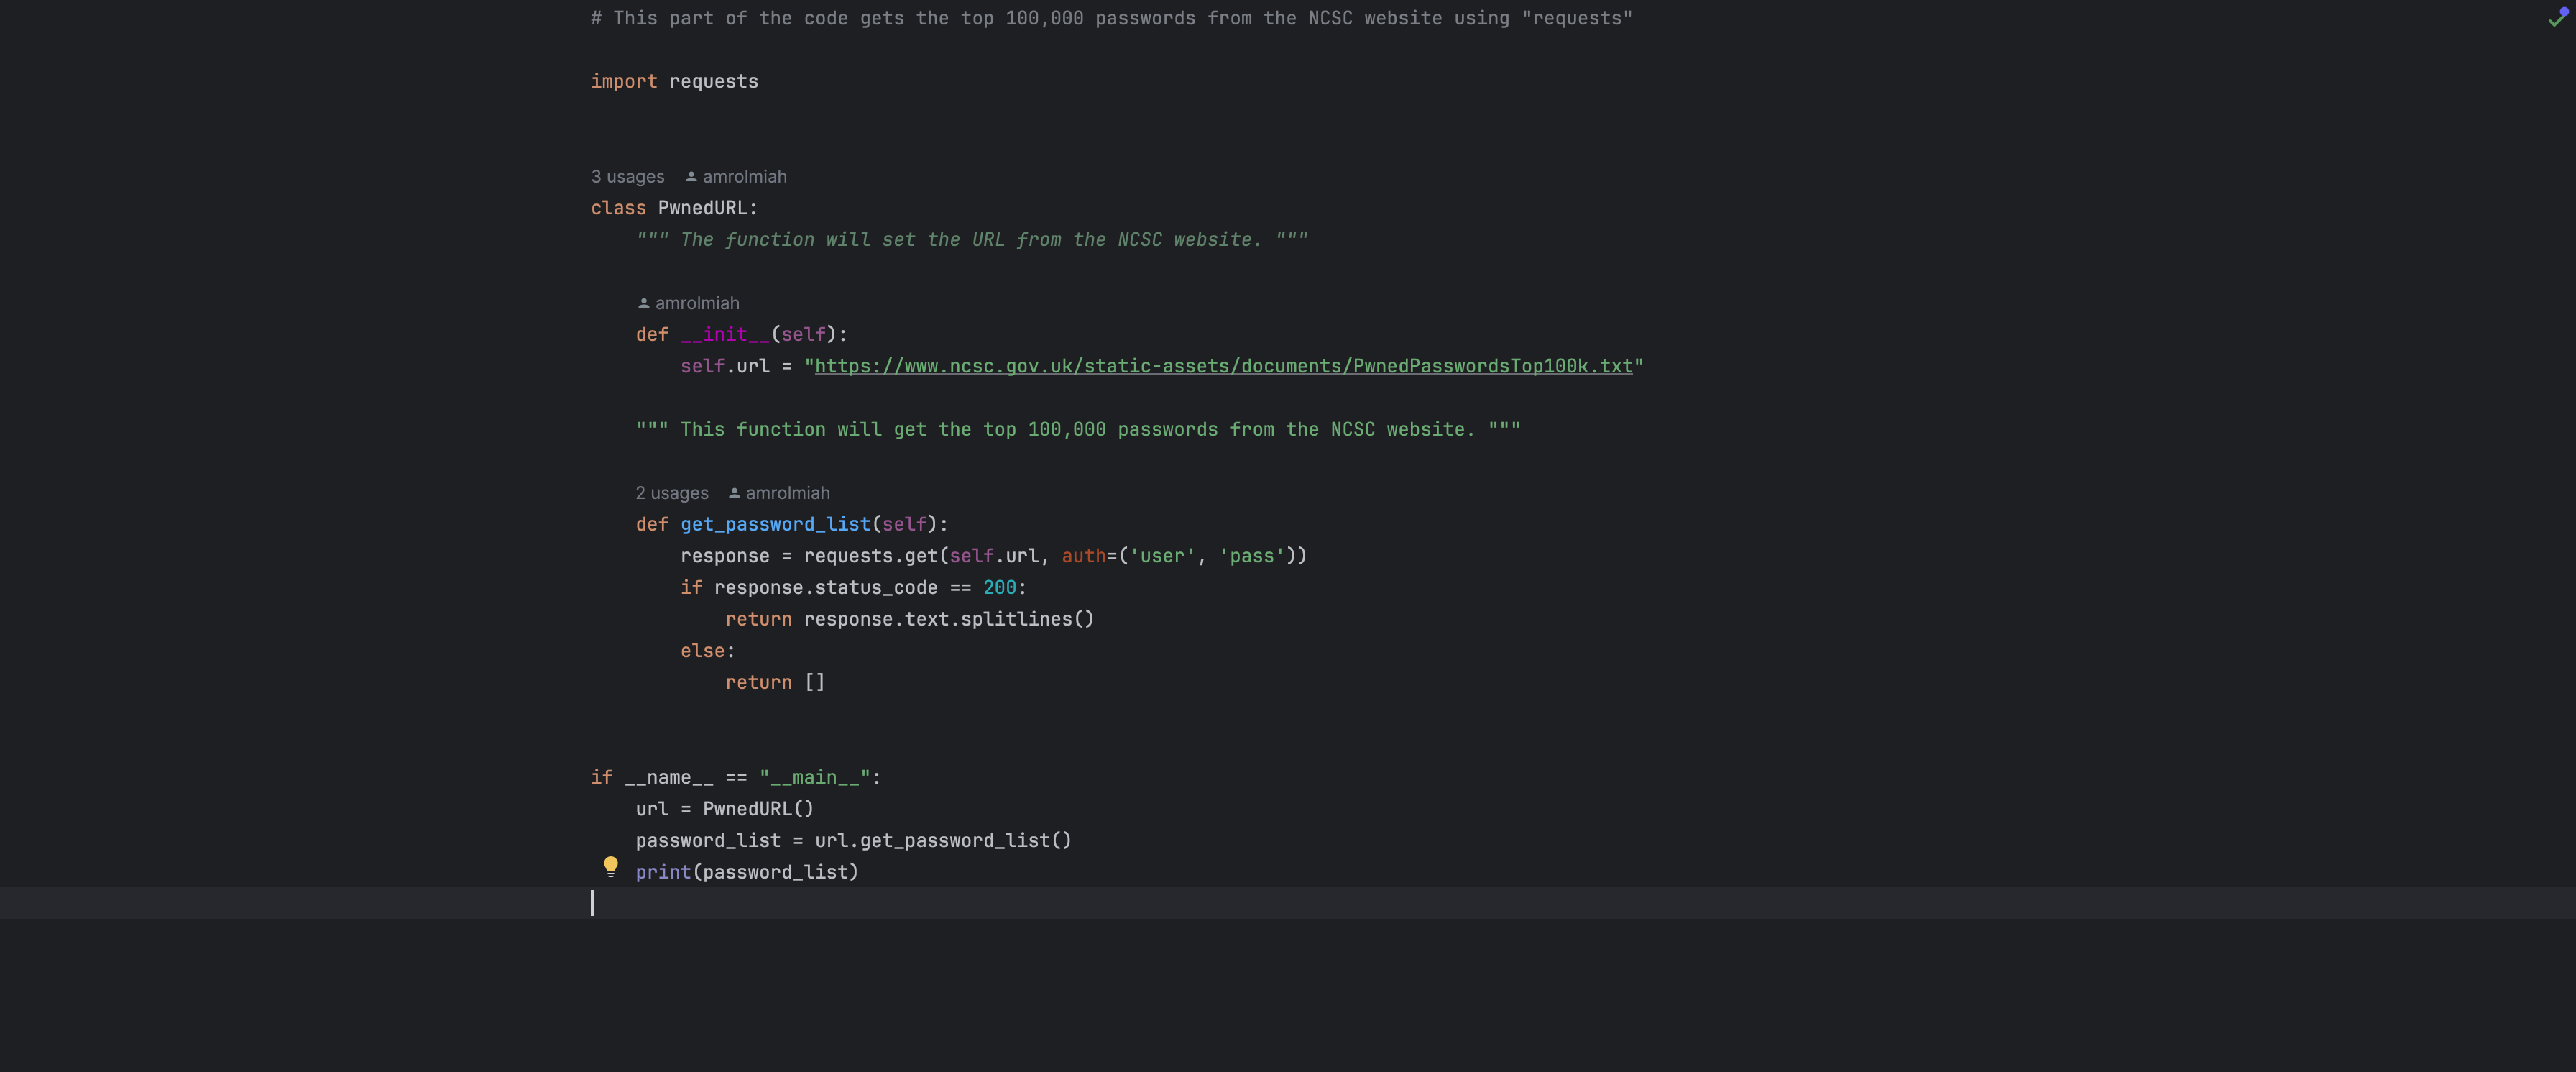 # This part of the code gets the top 100,000 passwords from the NCSC website using "requests"
import requests
3 usages amrolmiah
class PwnedURL:
""" The function will set the URL from the NCSC website. """
amrolmiah
def __init__(self):
self.url = "https://www.ncsc.gov.uk/static-assets/documents/PwnedPasswordsTop100k.txt"
""" This function will get the top 100,000 passwords from the NCSC website. """
2 usages amrolmiah
def get_password_list(self):
response = requests.get(self.url, auth=('user', 'pass'))
if response.status_code == 200:
return response.text.splitlines()
else:
return []
if __name__ == "__main__":
url = PwnedURL()
password_list = url.get_password_list()
print(password_list)